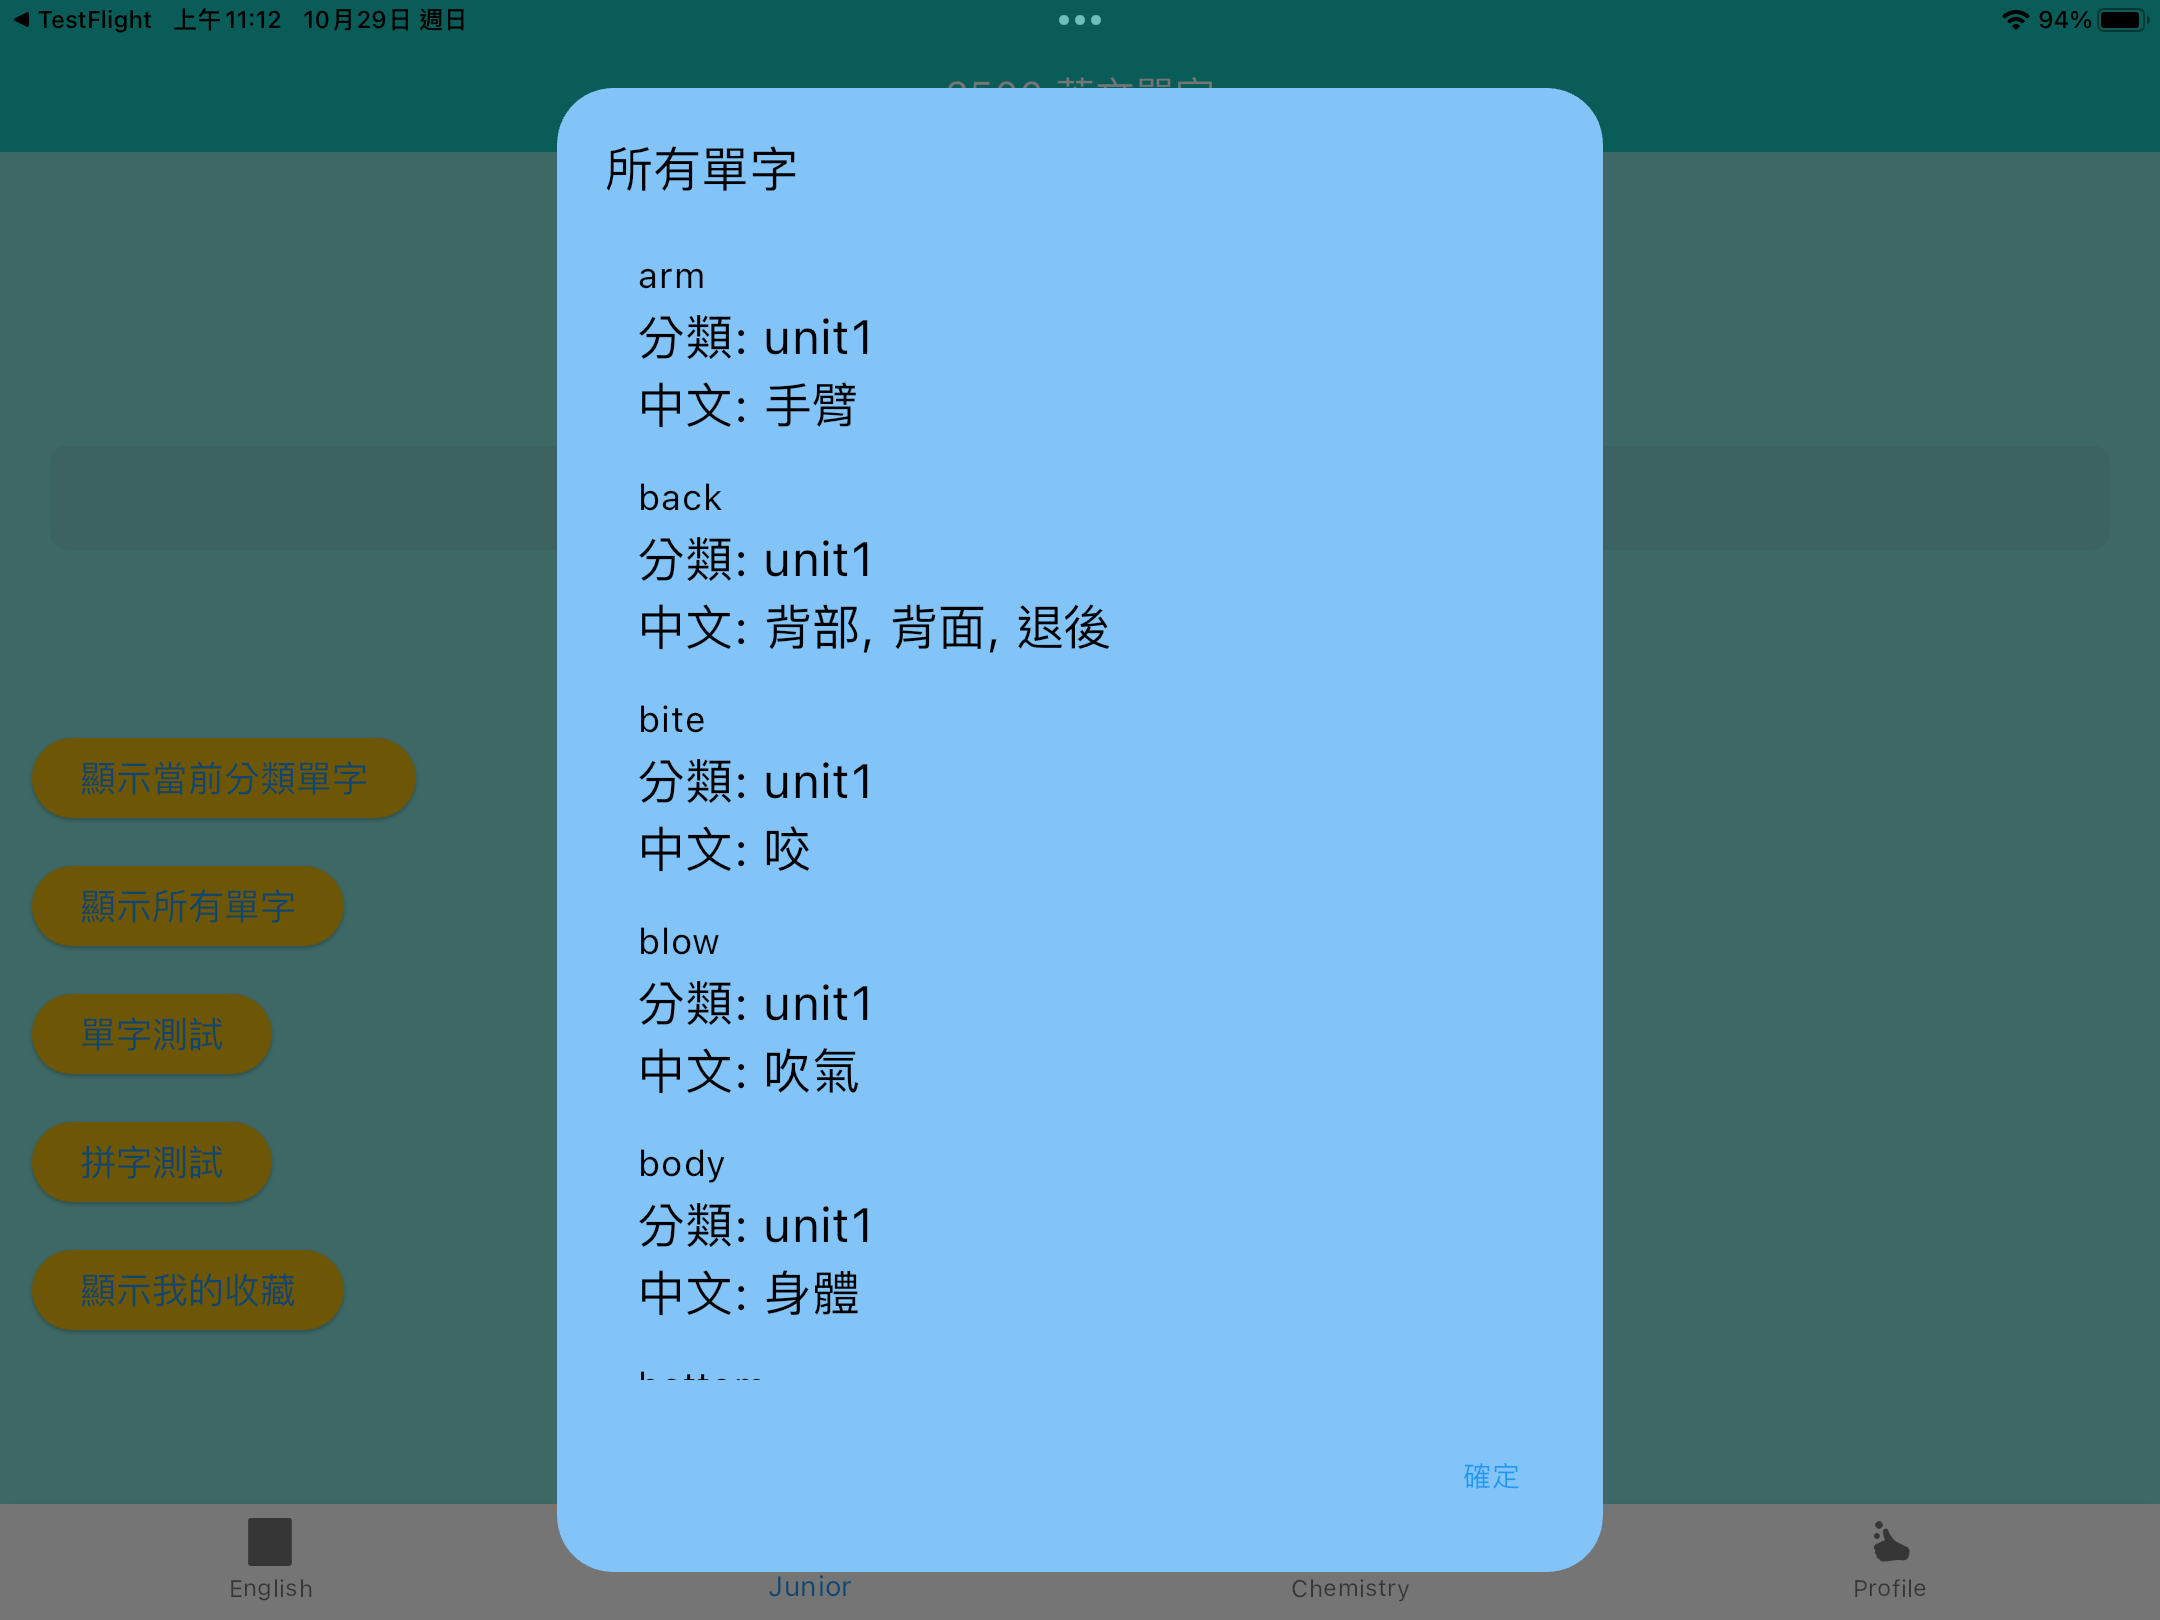 TestFlight 上午11:12 10月29日 週日
94%
所有單字
arm
分類: unit1
中文: 手臂
back
分類: unit1
中文: 背部, 背面, 退後
bite
分類: unit1
中文: 咬
blow
分類: unit1
中文: 吹氣
body
分類: unit1
中文: 身體
確定
顯示當前分類單字
顯示所有單字
單字測試
拼字測試
顯示我的收藏
English
Junior
Chemistry
Profile